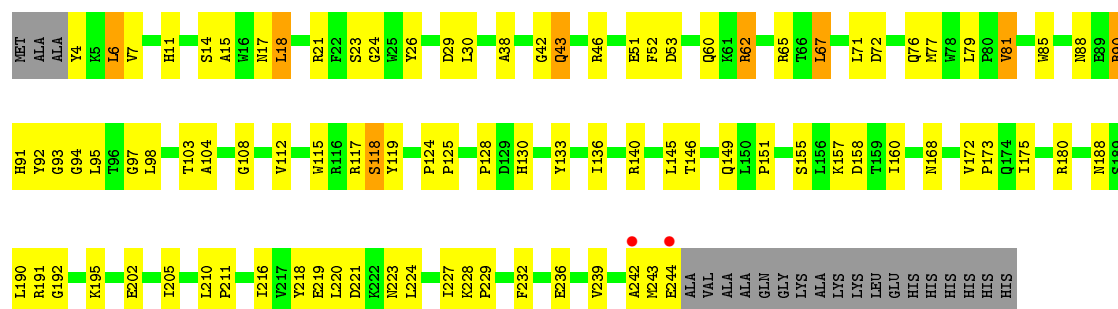 MET ALA ALA Y4 K5 L6 V7 H11 S14 A15 W16 N17 L18 R21 F22 S23 G24 W25 Y26 D29 L30 A38 G42 Q43 R46 E51 F52 D53 Q60 K61 R62 R65 T66 L67 L71 D72 Q76 M77 W78 L79 P80 V81 W85 N88 E89 R90
H91 Y92 G93 G94 L95 T96 G97 L98 T103 A104 G108 V112 W115 R116 R117 S118 Y119 P124 P125 P128 D129 H130 Y133 I136 R140 L145 T146 Q149 L150 P151 S155 L156 K157 D158 T159 I160 N168 V172 P173 Q174 I175 R180 N188 S189
L190 R191 G192 K195 E202 I205 L210 P211 I216 V217 Y218 E219 L220 D221 K222 N223 L224 I227 K228 P229 F232 E236 V239 A242 M243 E244 ALA VAL ALA ALA GLN GLY LYS ALA LYS LYS LEU GLU HIS HIS HIS HIS HIS HIS